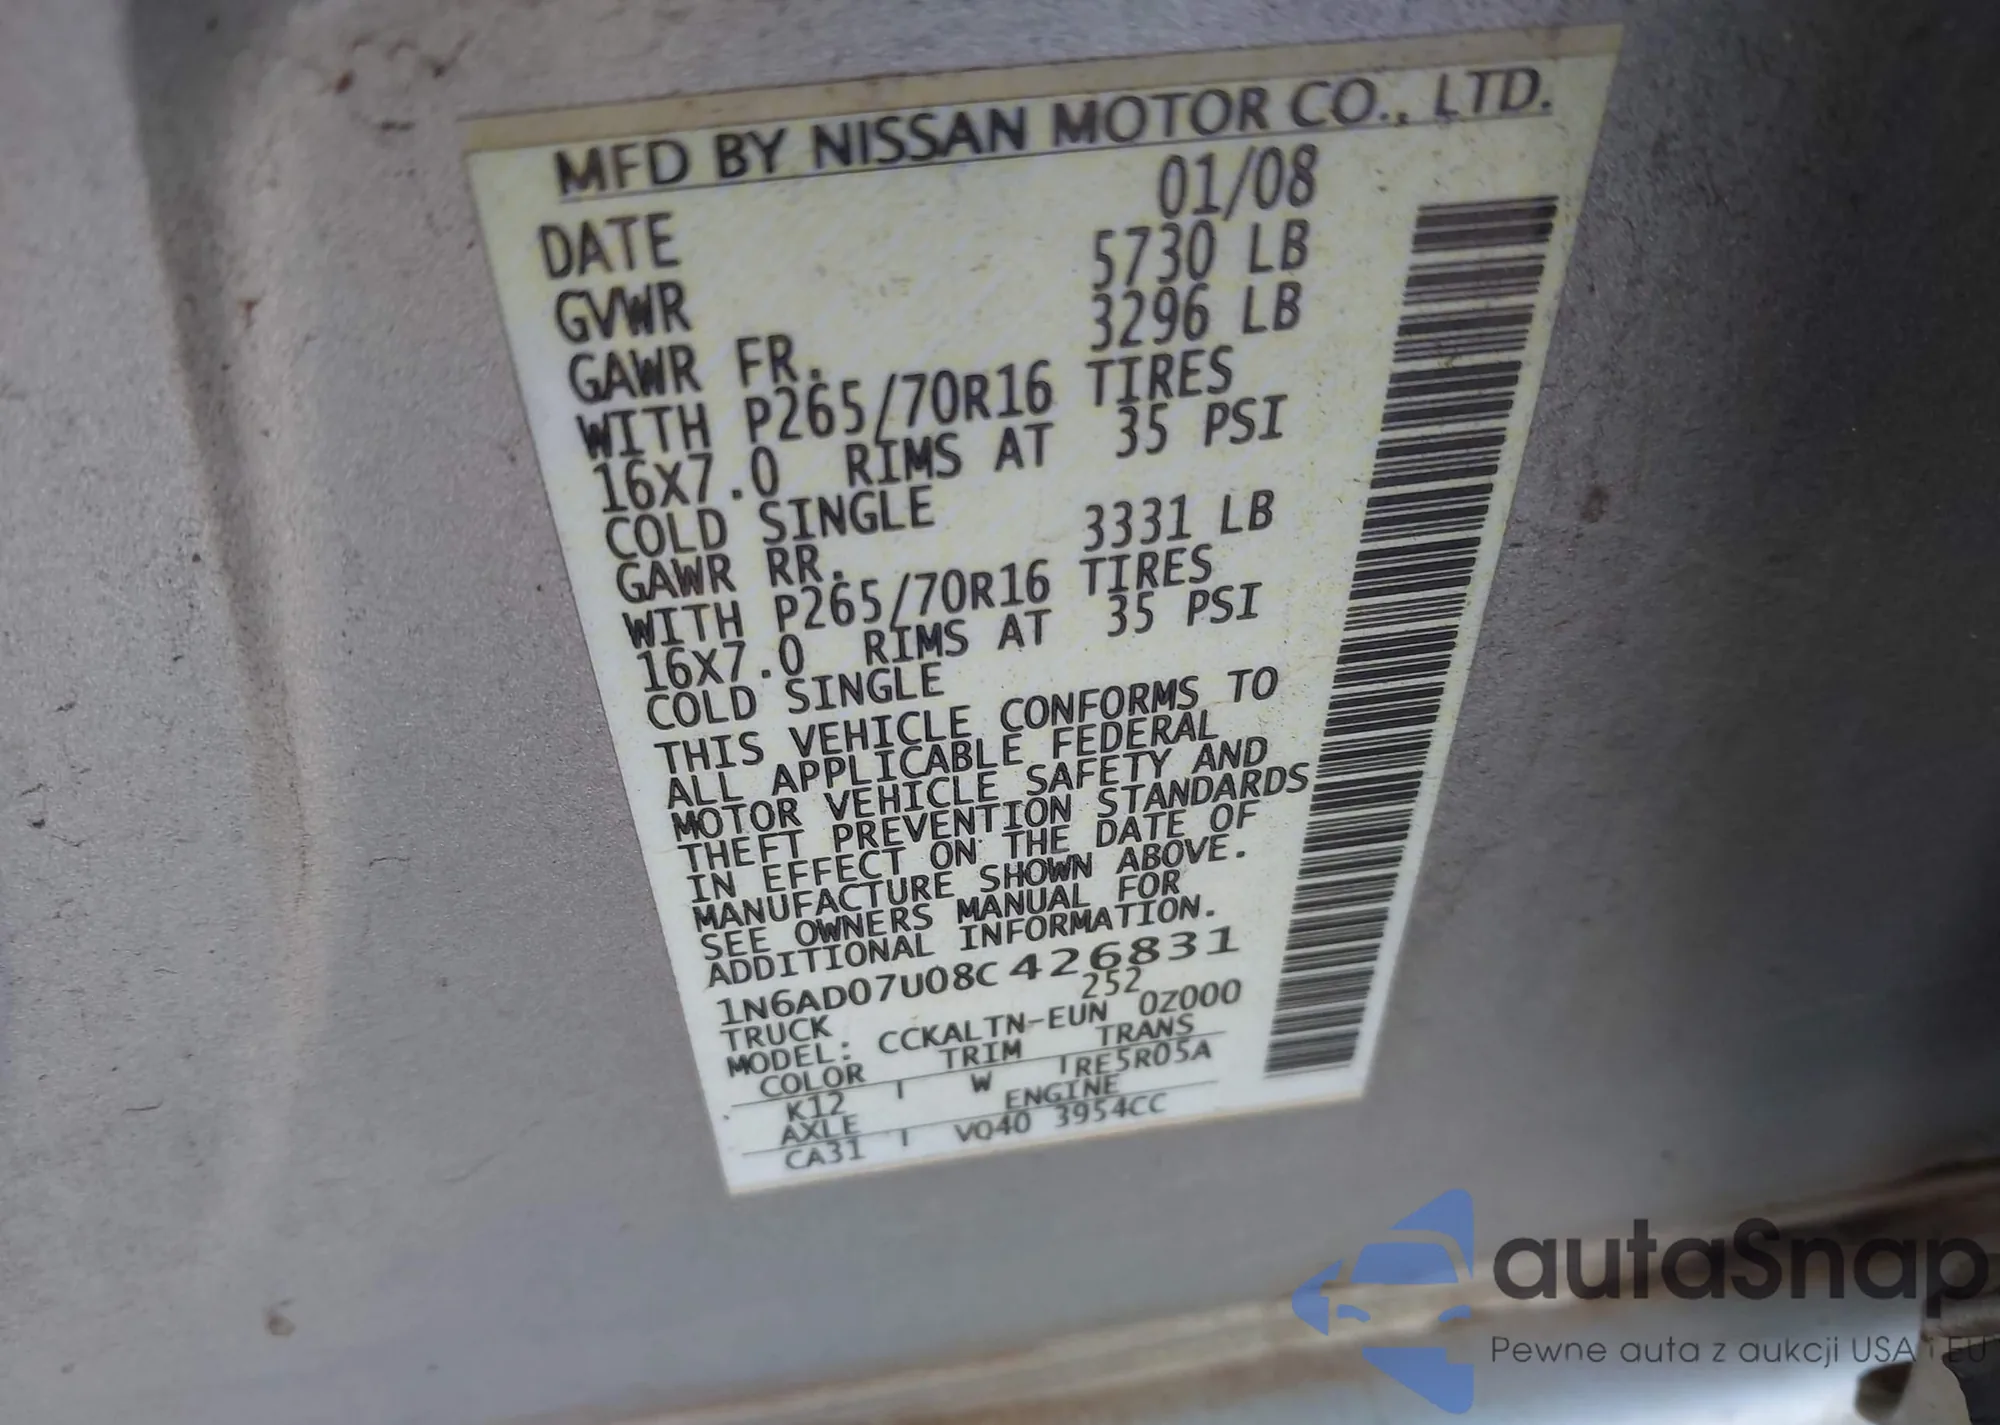 MFD BY NISSAN MOTOR CO., LTD.
DATE 01/08
GVWR 5730 LB
GAWR FR. 3296 LB
WITH P265/70R16 TIRES
16X7.0 RIMS AT 35 PSI
COLD SINGLE
GAWR RR. 3331 LB
WITH P265/70R16 TIRES
16X7.0 RIMS AT 35 PSI
COLD SINGLE
THIS VEHICLE CONFORMS TO
ALL APPLICABLE FEDERAL
MOTOR VEHICLE SAFETY AND
THEFT PREVENTION STANDARDS
IN EFFECT ON THE DATE OF
MANUFACTURE SHOWN ABOVE.
SEE OWNERS MANUAL FOR
ADDITIONAL INFORMATION.
1N6AD07U08C 426831
TRUCK 252
MODEL: CCKALTN-EUN 0Z000
COLOR TRIM TRANS
K12 W RE5R05A
AXLE ENGINE
CA31 VQ40 3954CC
autaSnap
Pewne auta z aukcji USA i EU